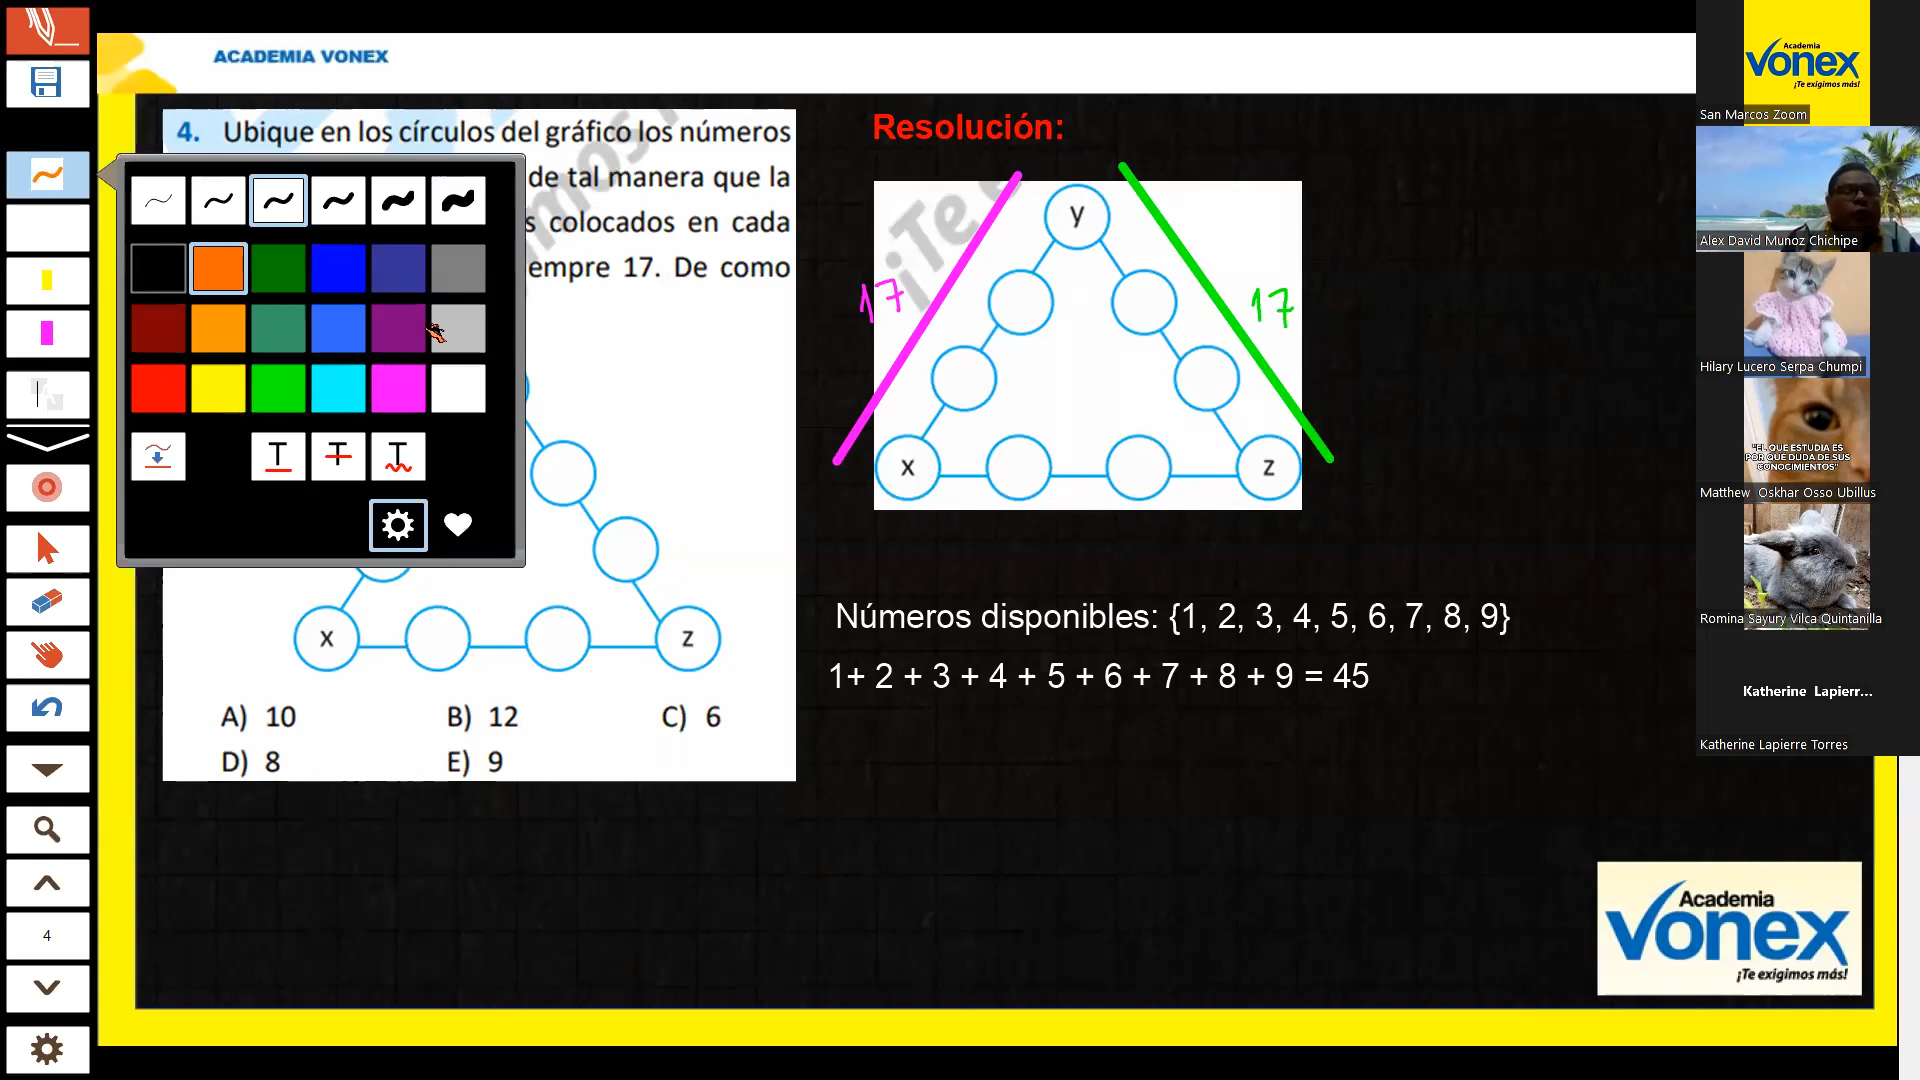 ACADEMIA VONEX
4. Ubique en los círculos del gráfico los números
de tal manera que la
s colocados en cada
empre 17. De como
x
z
A) 10
B) 12
C) 6
D) 8
E) 9
Resolución:
¡Te e
y
17
17
x
z
Números disponibles: {1, 2, 3, 4, 5, 6, 7, 8, 9}
1+ 2 + 3 + 4 + 5 + 6 + 7 + 8 + 9 = 45
T
T
T
4
Academia
vonex
¡Te exigimos más!
San Marcos Zoom
Alex David Munoz Chichipe
Hilary Lucero Serpa Chumpi
"EL QUE ESTUDIA ES
POR QUE DUDA DE SUS
CONOCIMIENTOS"
Matthew Oskhar Osso Ubillus
Romina Sayury Vilca Quintanilla
Katherine Lapierr...
Katherine Lapierre Torres
Academia
vonex
¡Te exigimos más!